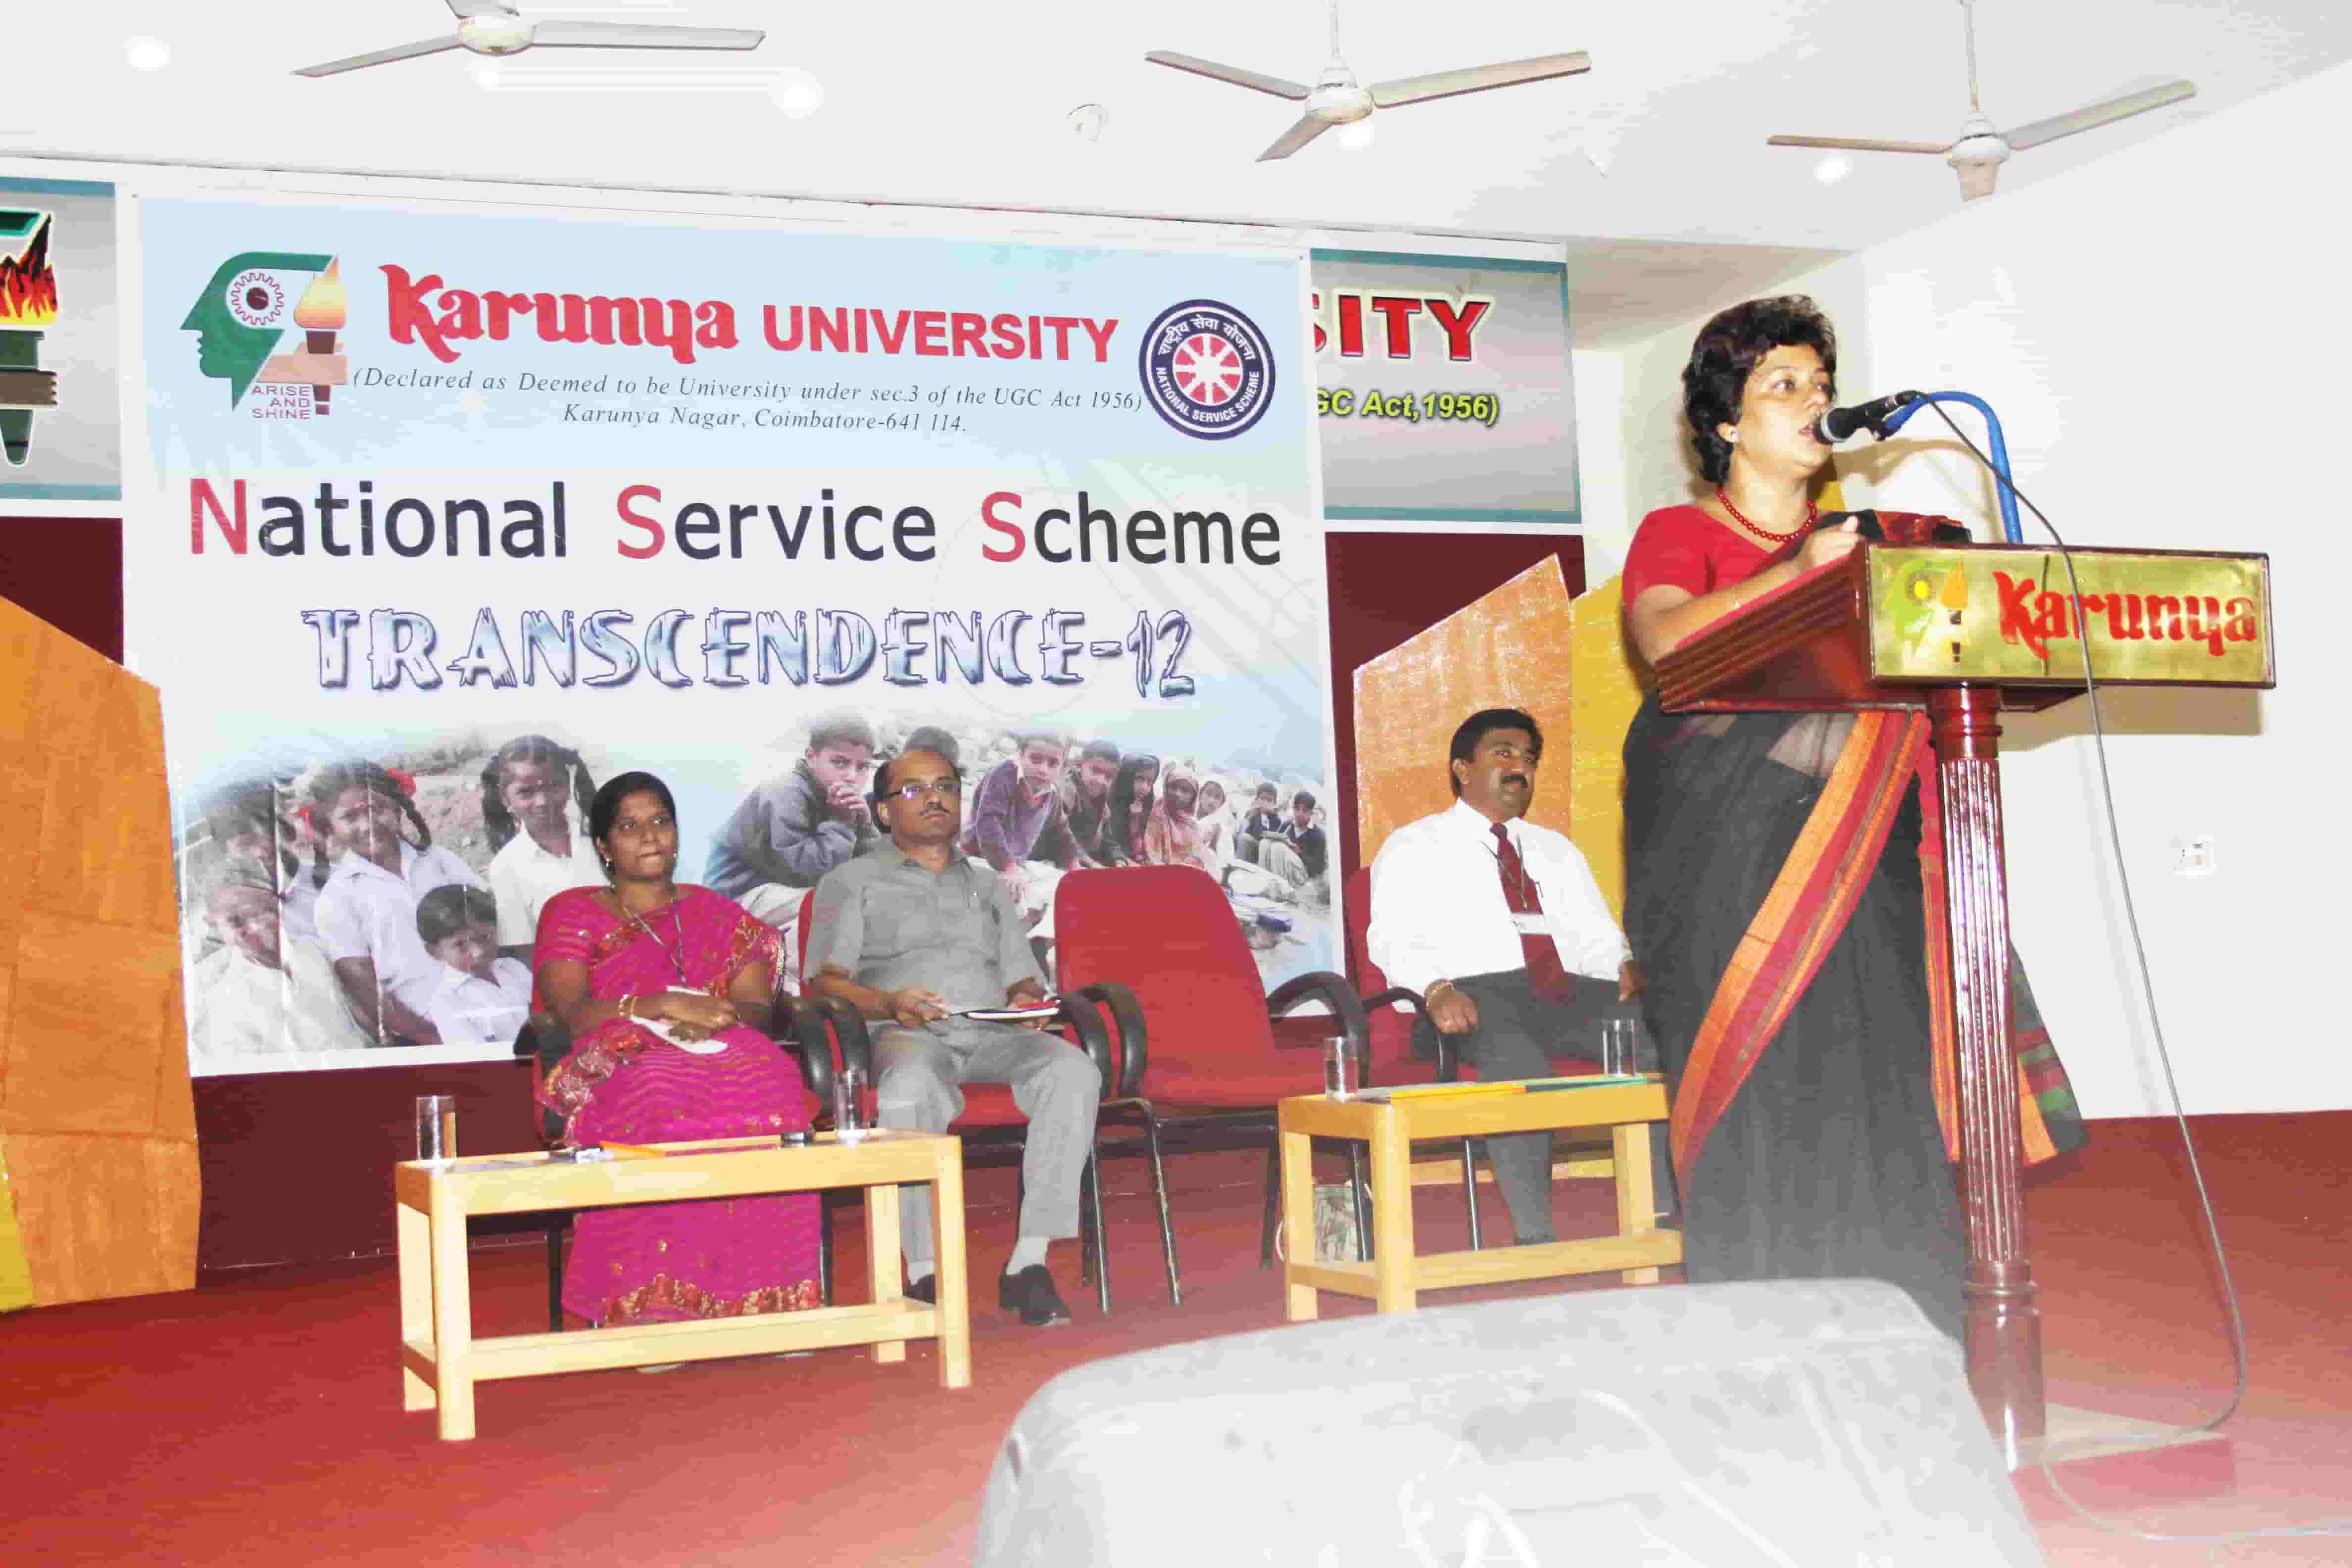 Karunya UNIVERSITY
(Declared as Deemed to be University under sec.3 of the UGC Act 1956)
Karunya Nagar, Coimbatore-641 114.
ARISE
AND
SHINE
राष्ट्रीय सेवा योजना
NATIONAL SERVICE SCHEME
National Service Scheme
TRANSCENDENCE-12
SITY
GC Act,1956)
Karunya